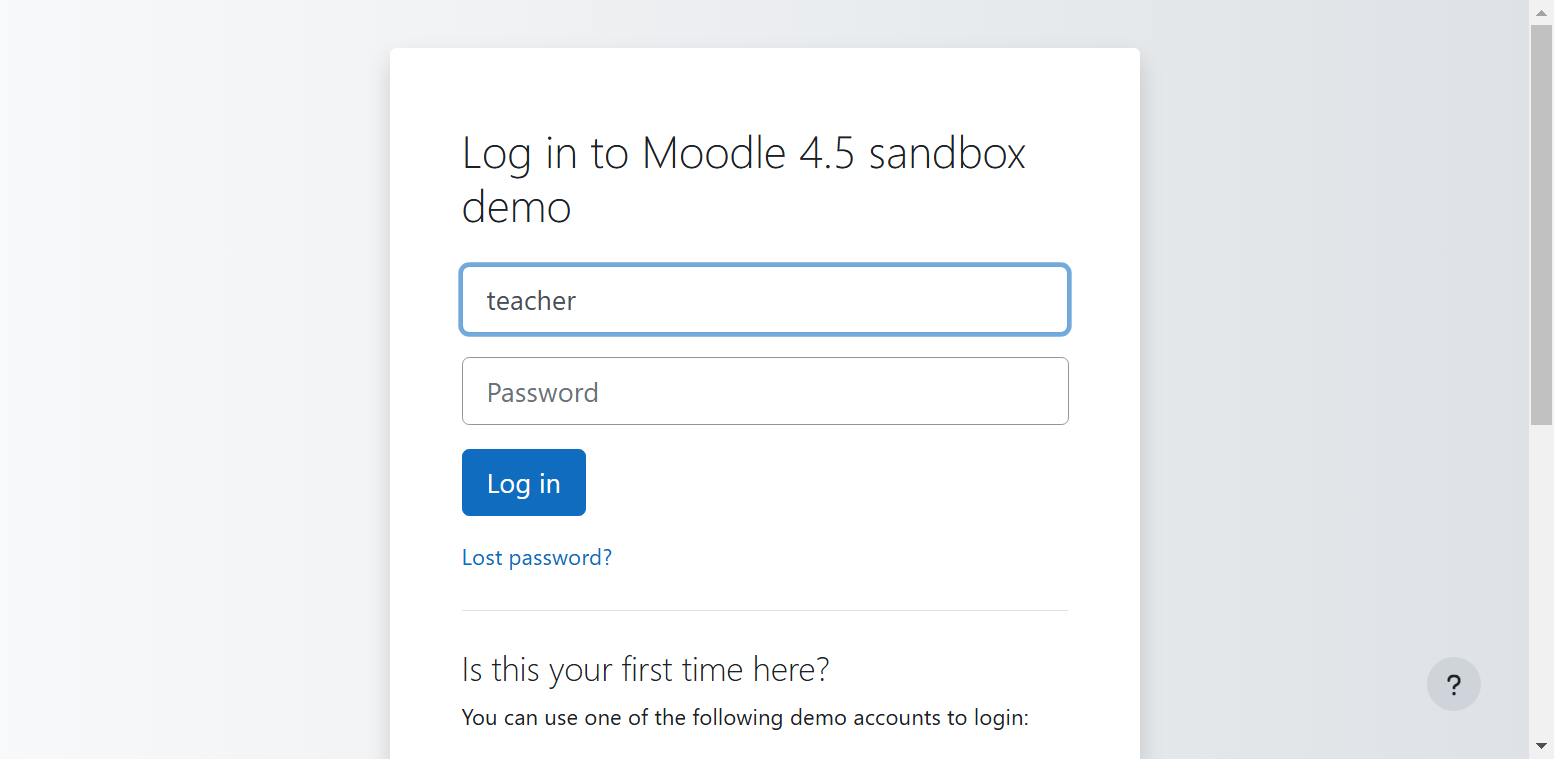 Log in to Moodle 4.5 sandbox
demo
teacher
Password
Log in
Lost password?
Is this your first time here?
You can use one of the following demo accounts to login:
?